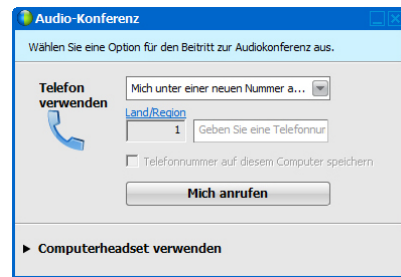 Audio-Konferenz
Wählen Sie eine Option für den Beitritt zur Audiokonferenz aus.
Telefon verwenden
Mich unter einer neuen Nummer a...
Land/Region
1
Geben Sie eine Telefonnur
Telefonnummer auf diesem Computer speichern
Mich anrufen
Computerheadset verwenden